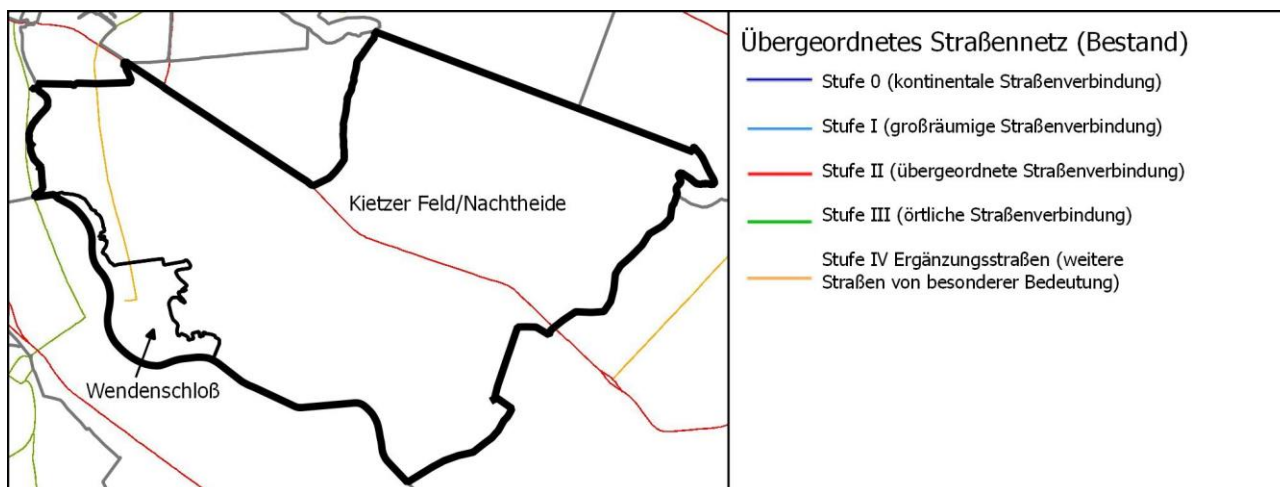 Kietzer Feld/Nachtheide
Wendenschloß
Übergeordnetes Straßennetz (Bestand)
Stufe 0 (kontinentale Straßenverbindung)
Stufe I (großräumige Straßenverbindung)
Stufe II (übergeordnete Straßenverbindung)
Stufe III (örtliche Straßenverbindung)
Stufe IV Ergänzungsstraßen (weitere
Straßen von besonderer Bedeutung)